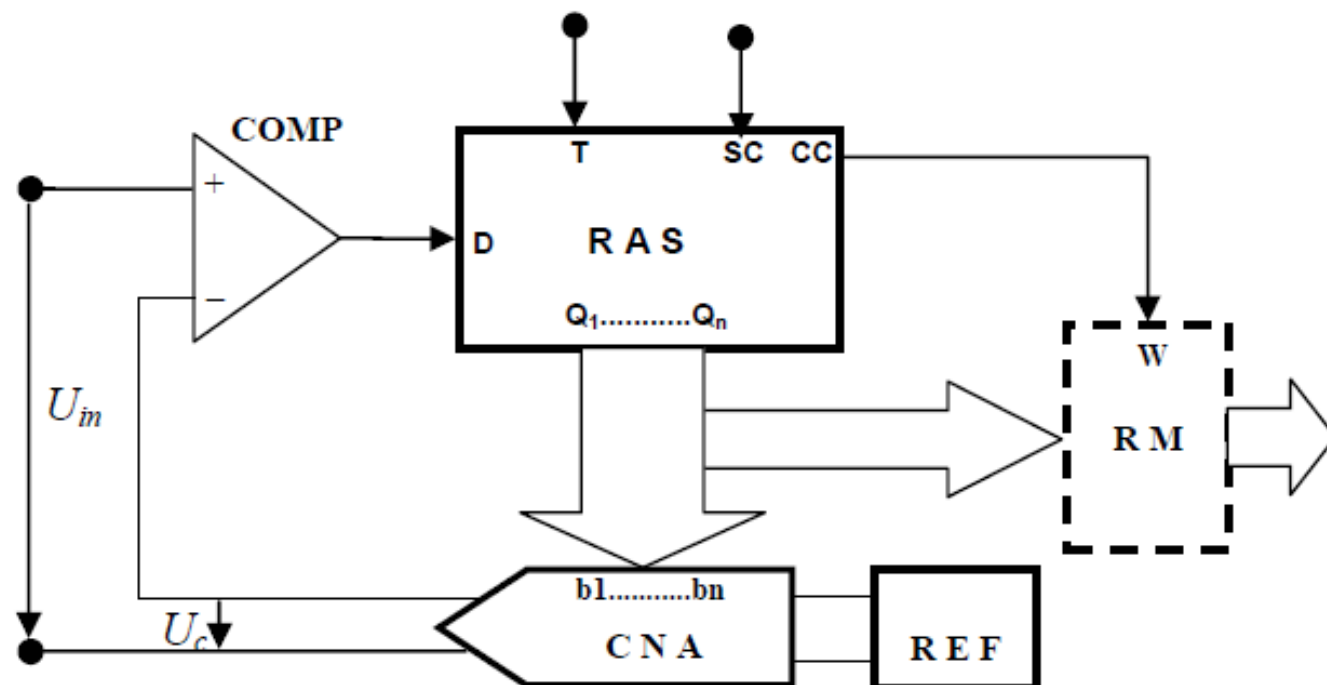 COMP
T SC CC
+
D R A S
−
Q1...........Qn
W
Uin
R M
b1...........bn
Uc
C N A
R E F